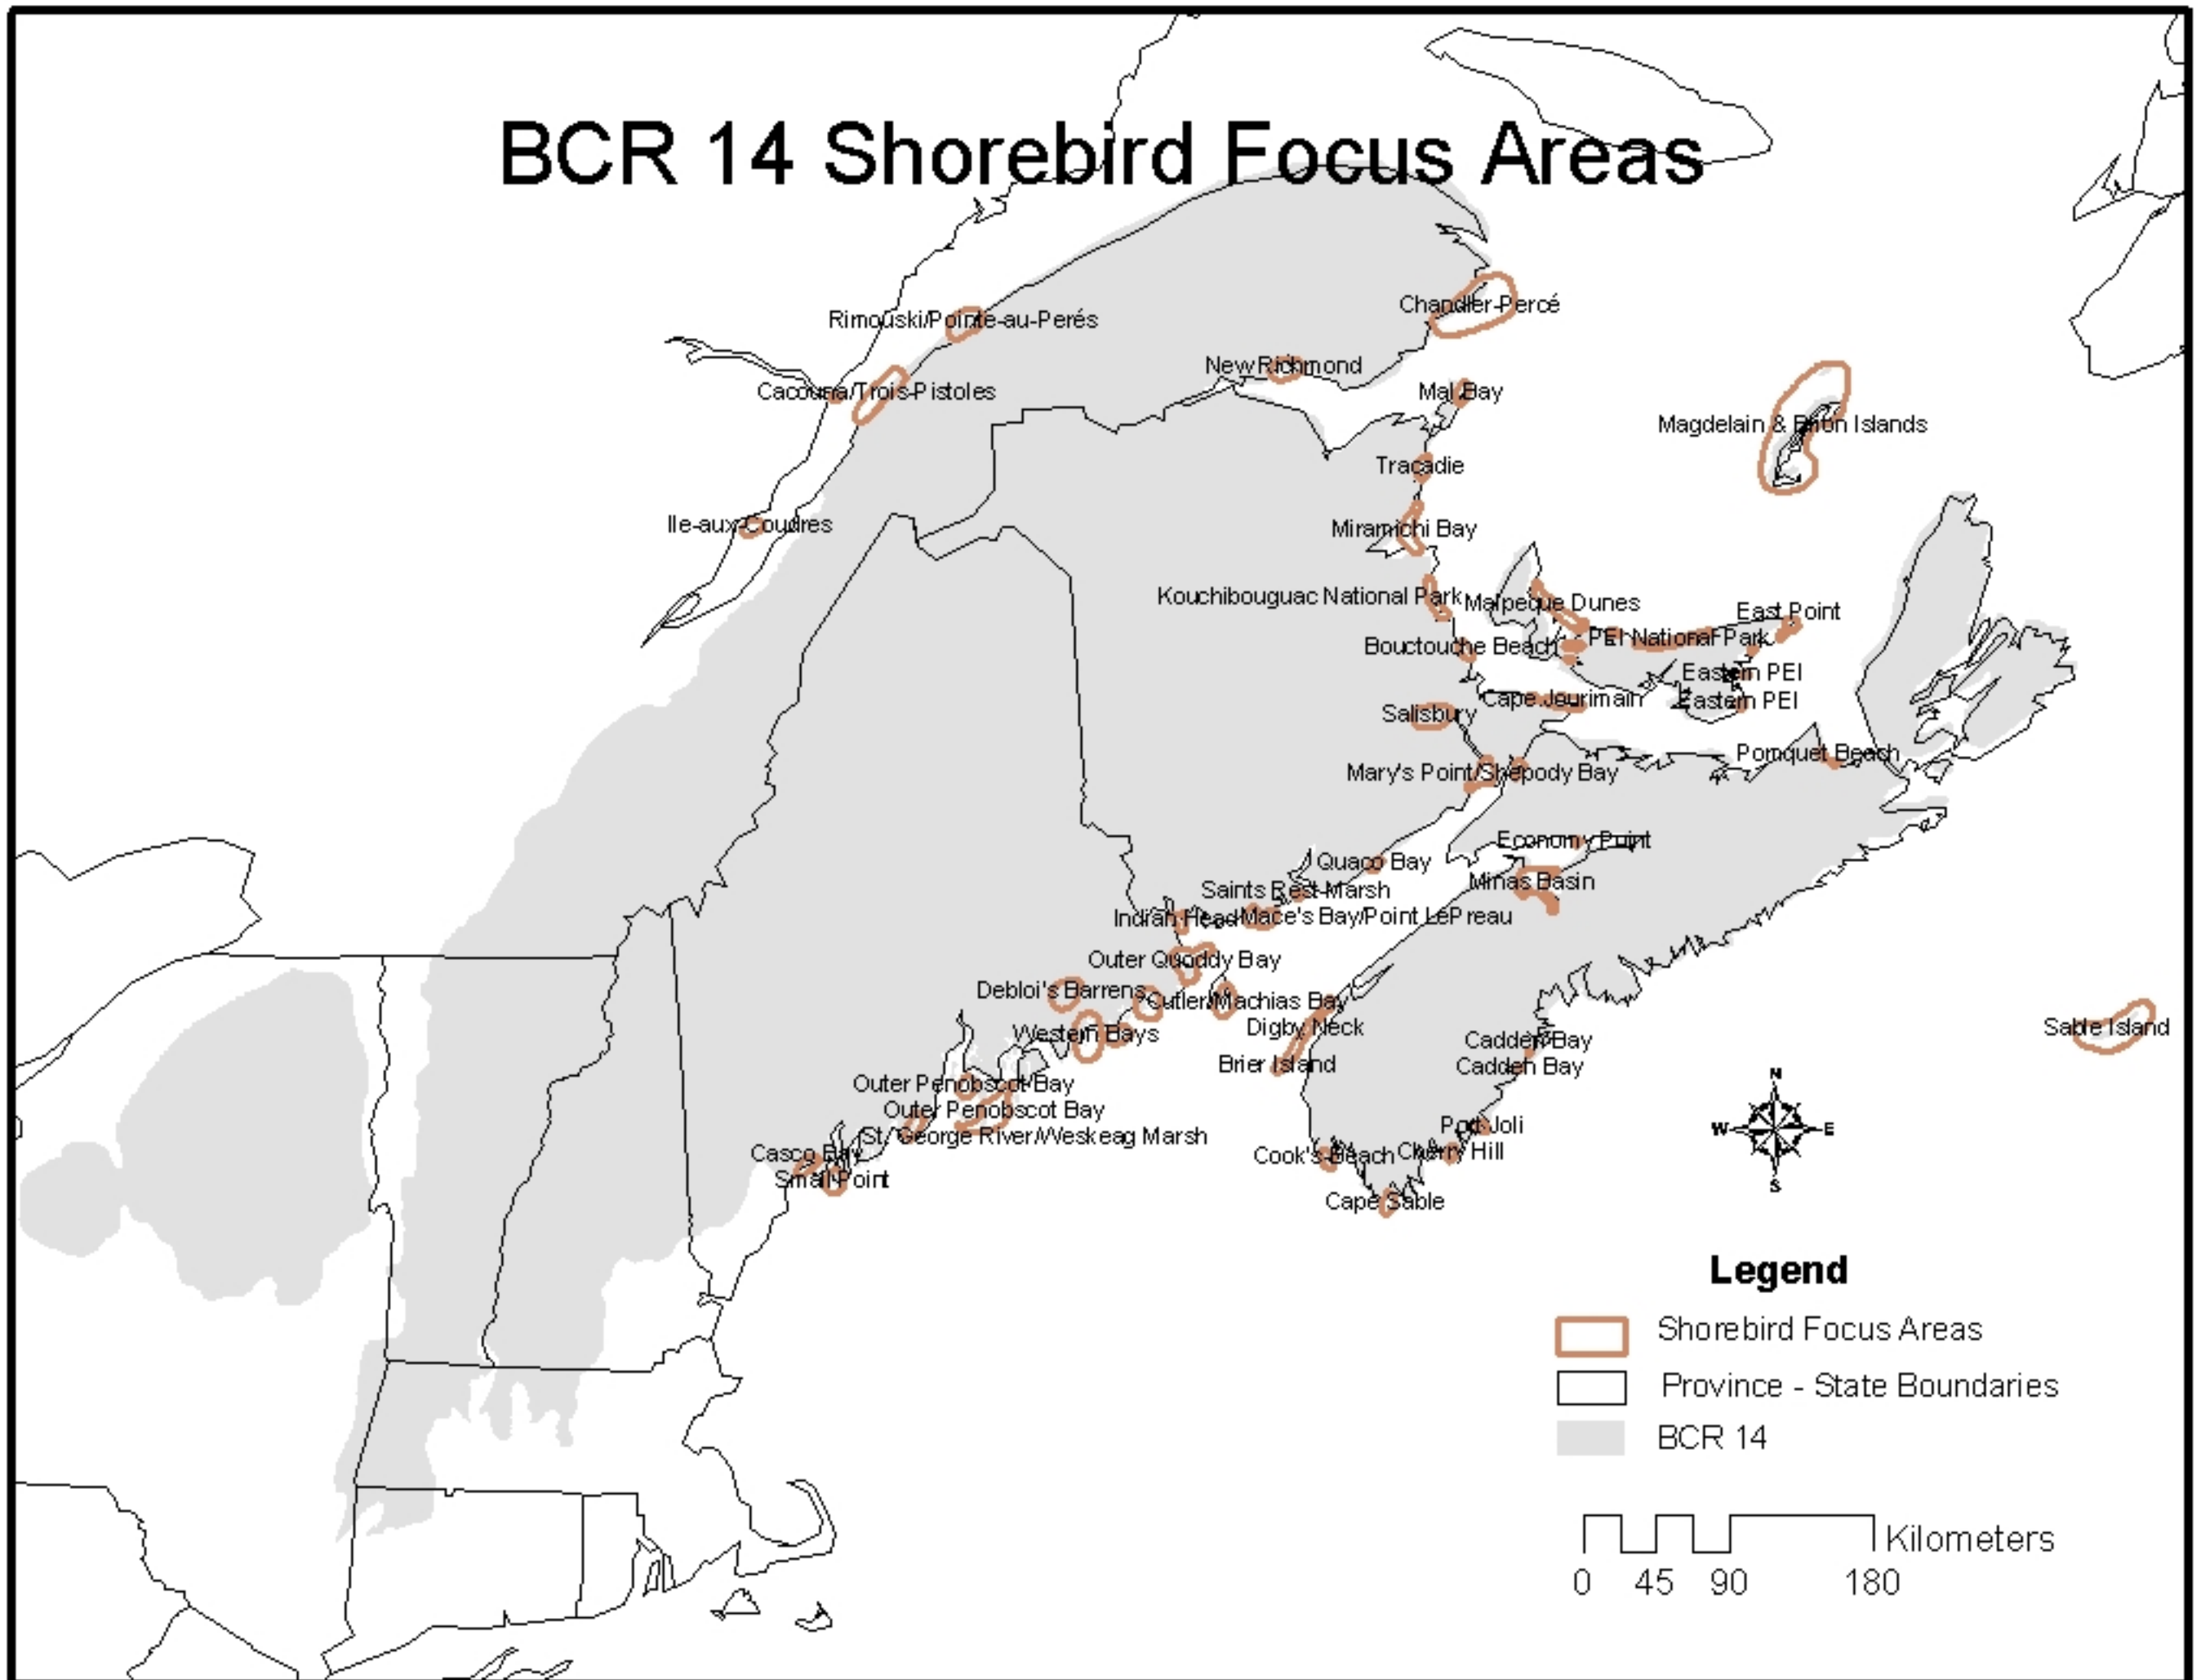 BCR 14 Shorebird Focus Areas
Chandler-Percé
Rimouski/Pointe-au-Perés
New Richmond
Cacouna/Trois-Pistoles
Mal Bay
Magdelain & Brion Islands
Tracadie
Ile-aux-Coudres
Miramichi Bay
Kouchibouguac National Park
Malpeque Dunes
East Point
PEI National Park
Bouctouche Beach
Eastern PEI
Cape Jourimain
Eastern PEI
Salisbury
Pomquet Beach
Mary's Point/Shepody Bay
Economy Point
Quaco Bay
Minas Basin
Saints Rest Marsh
Indian Head
Mace's Bay/Point LePreau
Outer Quoddy Bay
Debloi's Barrens
Cutler/Machias Bay
Digby Neck
Sable Island
Western Bays
Cadden Bay
Brier Island
Cadden Bay
Outer Penobscot Bay
Outer Penobscot Bay
Port Joli
St. George River/Weskeag Marsh
Casco Bay
Cook's Beach
Cherry Hill
Small Point
Cape Sable
N
W
E
S
Legend
Shorebird Focus Areas
Province - State Boundaries
BCR 14
Kilometers
0 45 90 180